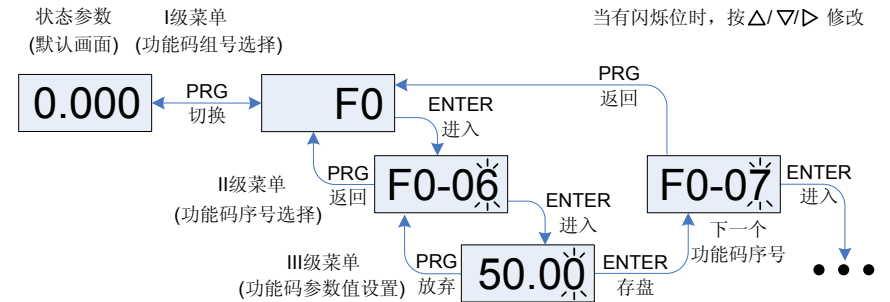 状态参数
(默认画面)
I级菜单
(功能码组号选择)
当有闪烁位时，按△/▽/▷ 修改
0.000
PRG
切换
F0
PRG
返回
ENTER
进入
II级菜单
(功能码序号选择)
PRG
返回
F0-06
ENTER
进入
F0-07
ENTER
进入
下一个
功能码序号
III级菜单
(功能码参数值设置)
PRG
放弃
50.00
ENTER
存盘